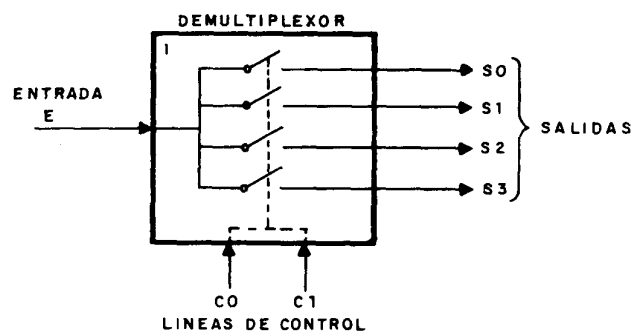 DEMULTIPLEXOR
1
ENTRADA
E
S0
S1
S2
S3
SALIDAS
C0 C1
LINEAS DE CONTROL